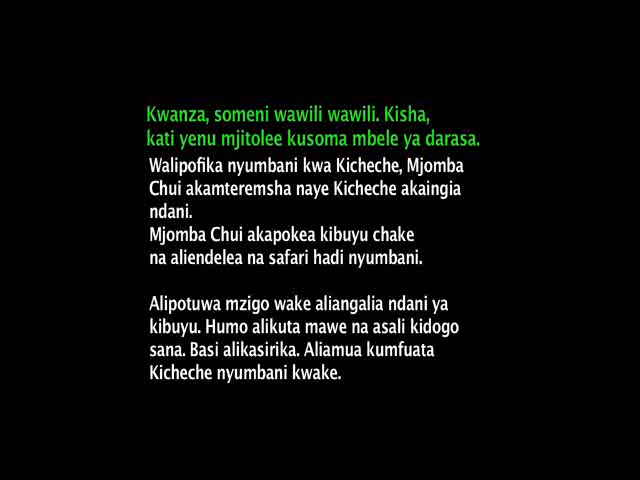 Kwanza, someni wawili wawili. Kisha,
kati yenu mjitolee kusoma mbele ya darasa.
Walipofika nyumbani kwa Kicheche, Mjomba
Chui akamteremsha naye Kicheche akaingia
ndani.
Mjomba Chui akapokea kibuyu chake
na aliendelea na safari hadi nyumbani.
Alipotuwa mzigo wake aliangalia ndani ya
kibuyu. Humo alikuta mawe na asali kidogo
sana. Basi alikasirika. Aliamua kumfuata
Kicheche nyumbani kwake.